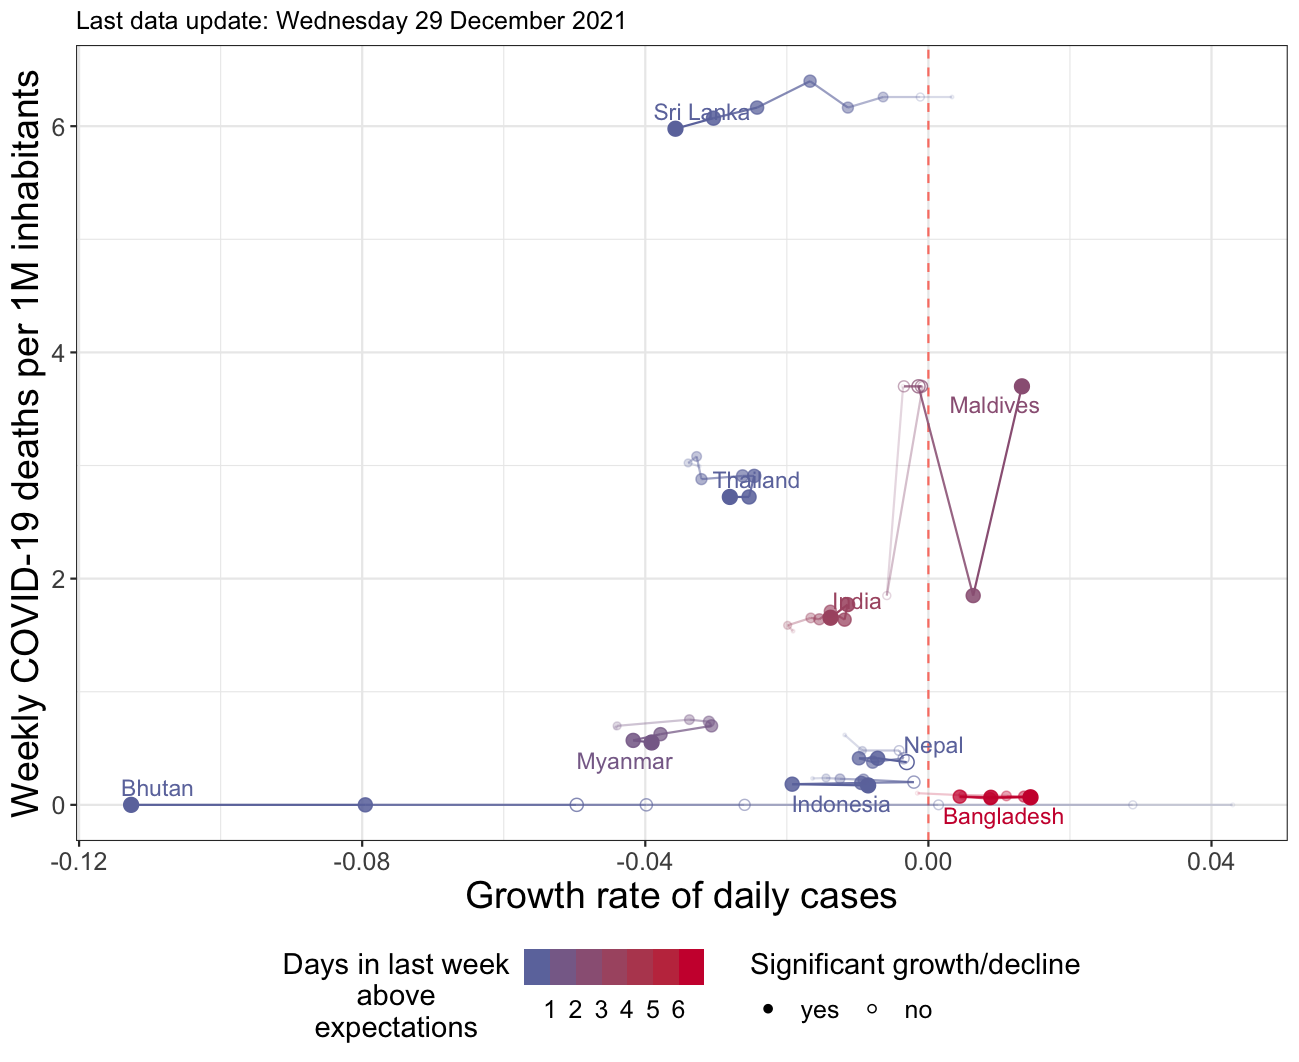 Last data update: Wednesday 29 December 2021
Weekly COVID-19 deaths per 1M inhabitants
6
4
2
0
Sri Lanka
Maldives
Thailand
India
Nepal
Myanmar
Bhutan
Indonesia
Bangladesh
-0.12 -0.08 -0.04 0.00 0.04
Growth rate of daily cases
Days in last week
above
expectations
1 2 3 4 5 6
Significant growth/decline
yes no